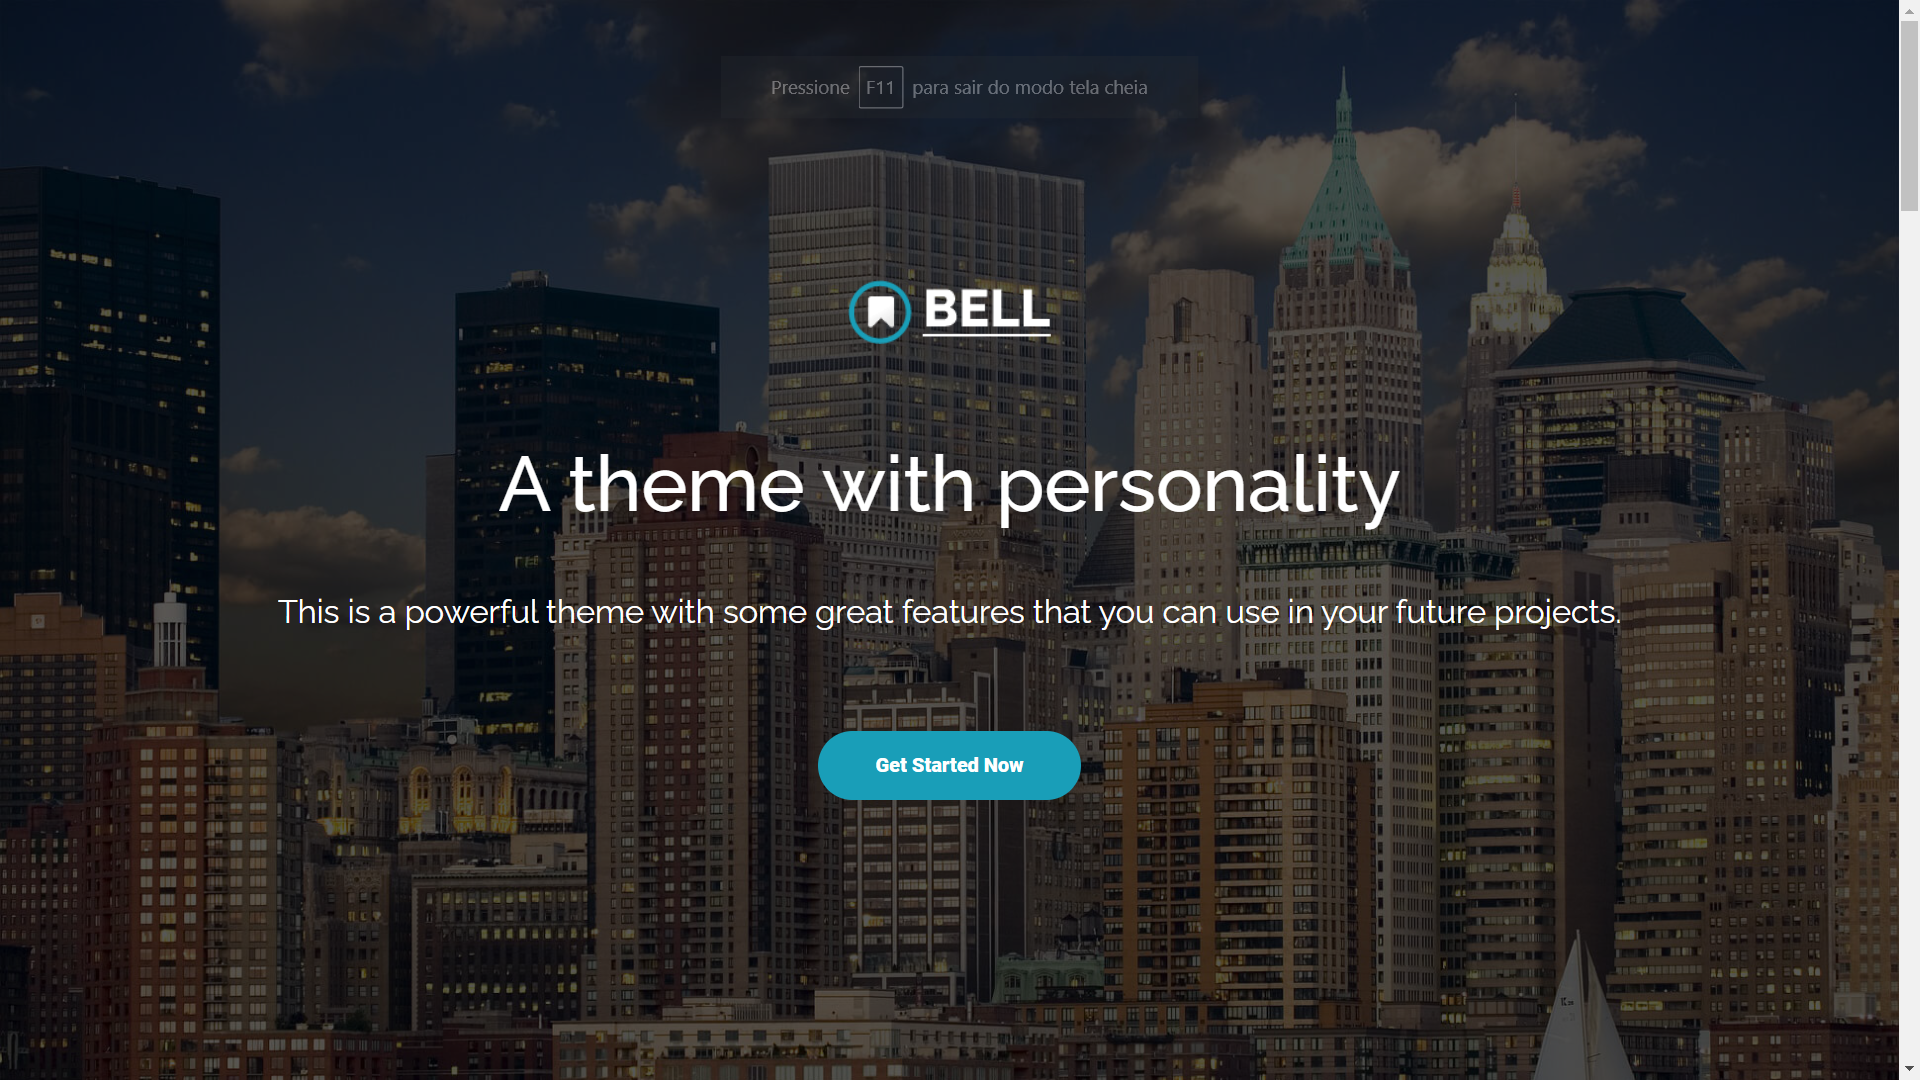 Pressione F11 para sair do modo tela cheia
BELL
A theme with personality
This is a powerful theme with some great features that you can use in your future projects.
Get Started Now